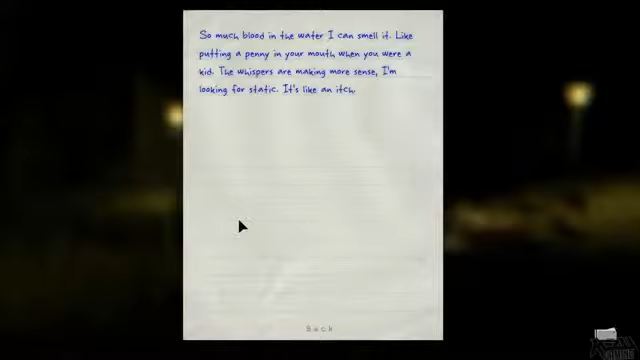 So much blood in the water I can smell it. Like
putting a penny in your mouth when you were a
kid. The whispers are making more sense, I'm
looking for static. It's like an itch.
Back